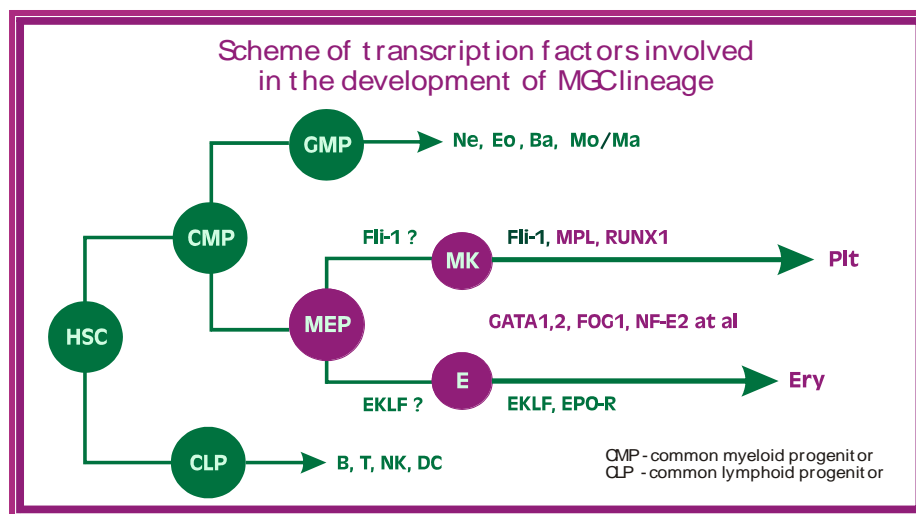 Scheme of transcription factors involved
in the development of MGC lineage
GMP
Ne, Eo, Ba, Mo/Ma
CMP
Fli-1 ?
Fli-1, MPL, RUNX1
MK
Plt
HSC
MEP
GATA1,2, FOG1, NF-E2 at al
E
Ery
EKLF ?
EKLF, EPO-R
CLP
B, T, NK, DC
CMP - common myeloid progenitor
CLP - common lymphoid progenitor